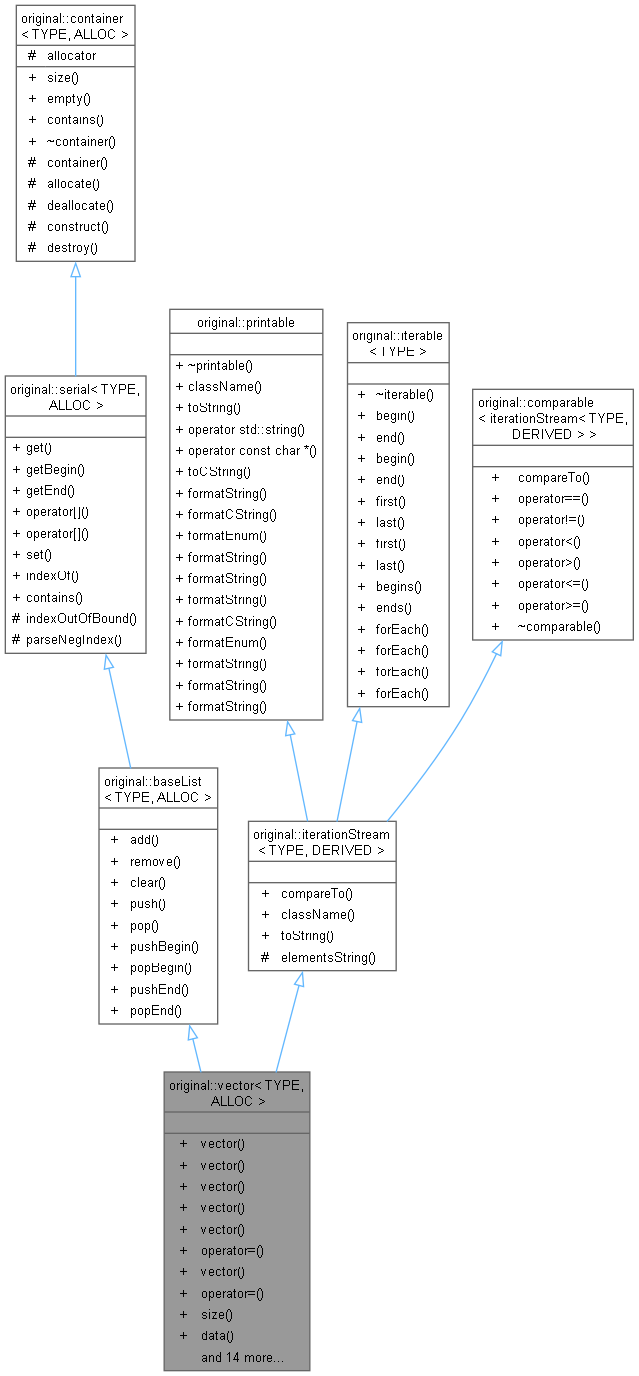 original::container
< TYPE, ALLOC >
# allocator
+ size()
+ empty()
+ contains()
+ ~container()
# container()
# allocate()
# deallocate()
# construct()
# destroy()
original::serial< TYPE,
ALLOC >
+ get()
+ getBegin()
+ getEnd()
+ operator[]()
+ operator[]()
+ set()
+ indexOf()
+ contains()
# indexOutOfBound()
# parseNegIndex()
original::printable
+ ~printable()
+ className()
+ toString()
+ operator std::string()
+ operator const char *()
+ toCString()
+ formatString()
+ formatCString()
+ formatEnum()
+ formatString()
+ formatString()
+ formatString()
+ formatCString()
+ formatEnum()
+ formatString()
+ formatString()
+ formatString()
original::iterable
< TYPE >
+ ~iterable()
+ begin()
+ end()
+ begin()
+ end()
+ first()
+ last()
+ first()
+ last()
+ begins()
+ ends()
+ forEach()
+ forEach()
+ forEach()
+ forEach()
original::comparable
< iterationStream< TYPE,
DERIVED > >
+ compareTo()
+ operator==()
+ operator!=()
+ operator<()
+ operator>()
+ operator<=()
+ operator>=()
+ ~comparable()
original::baseList
< TYPE, ALLOC >
+ add()
+ remove()
+ clear()
+ push()
+ pop()
+ pushBegin()
+ popBegin()
+ pushEnd()
+ popEnd()
original::iterationStream
< TYPE, DERIVED >
+ compareTo()
+ className()
+ toString()
# elementsString()
original::vector< TYPE,
ALLOC >
+ vector()
+ vector()
+ vector()
+ vector()
+ vector()
+ operator=()
+ vector()
+ operator=()
+ size()
+ data()
and 14 more...